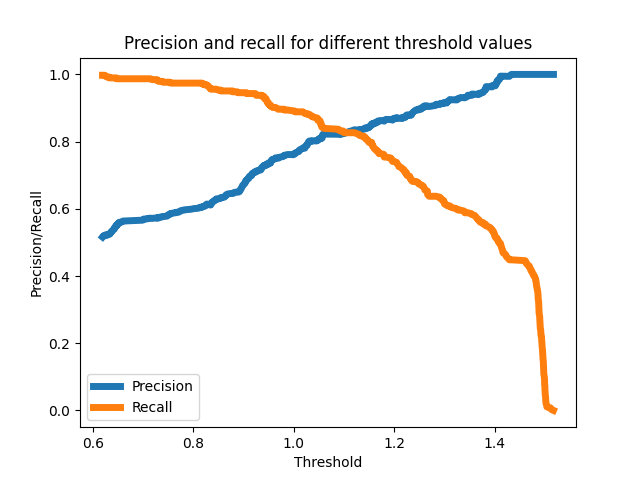 Precision and recall for different threshold values
1.0
0.8
0.6
0.4
0.2
0.0
Precision/Recall
Precision
Recall
0.6 0.8 1.0 1.2 1.4
Threshold